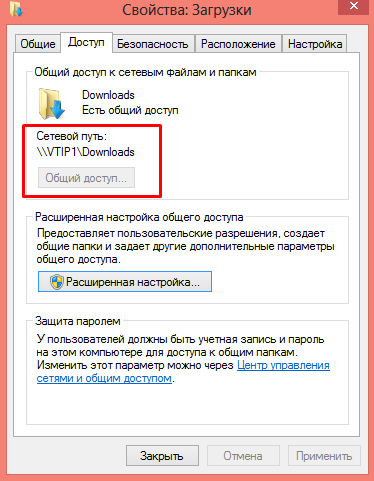 Свойства: Загрузки
Общие Доступ Безопасность Расположение Настройка
Общий доступ к сетевым файлам и папкам
Downloads
Есть общий доступ
Сетевой путь:
\\VTIP1\Downloads
Общий доступ...
Расширенная настройка общего доступа
Предоставляет пользовательские разрешения, создает
общие папки и задает другие дополнительные параметры
общего доступа.
Расширенная настройка...
Защита паролем
У пользователей должны быть учетная запись и пароль
на этом компьютере для доступа к общим папкам.
Изменить этот параметр можно через Центр управления
сетями и общим доступом.
Закрыть Отмена Применить